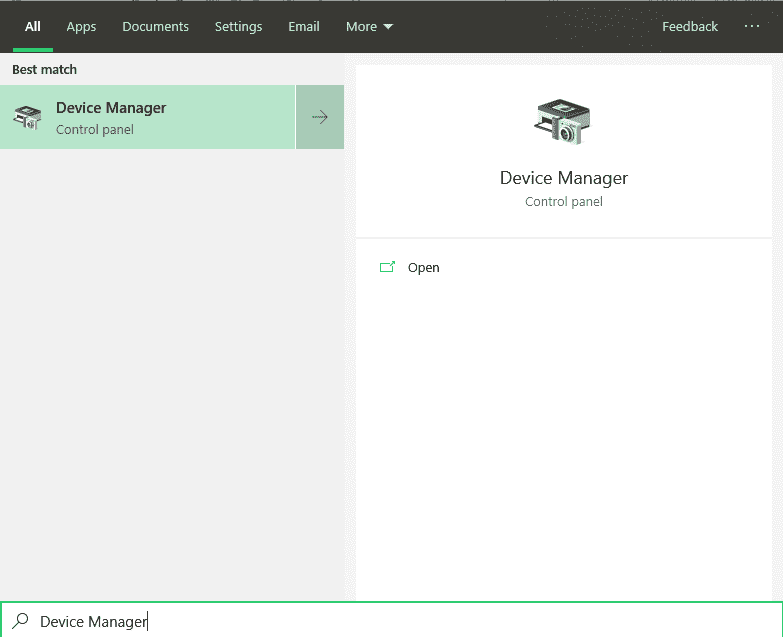 All Apps Documents Settings Email More Feedback ...
Best match
Device Manager
Control panel
Device Manager
Control panel
Open
Device Manager